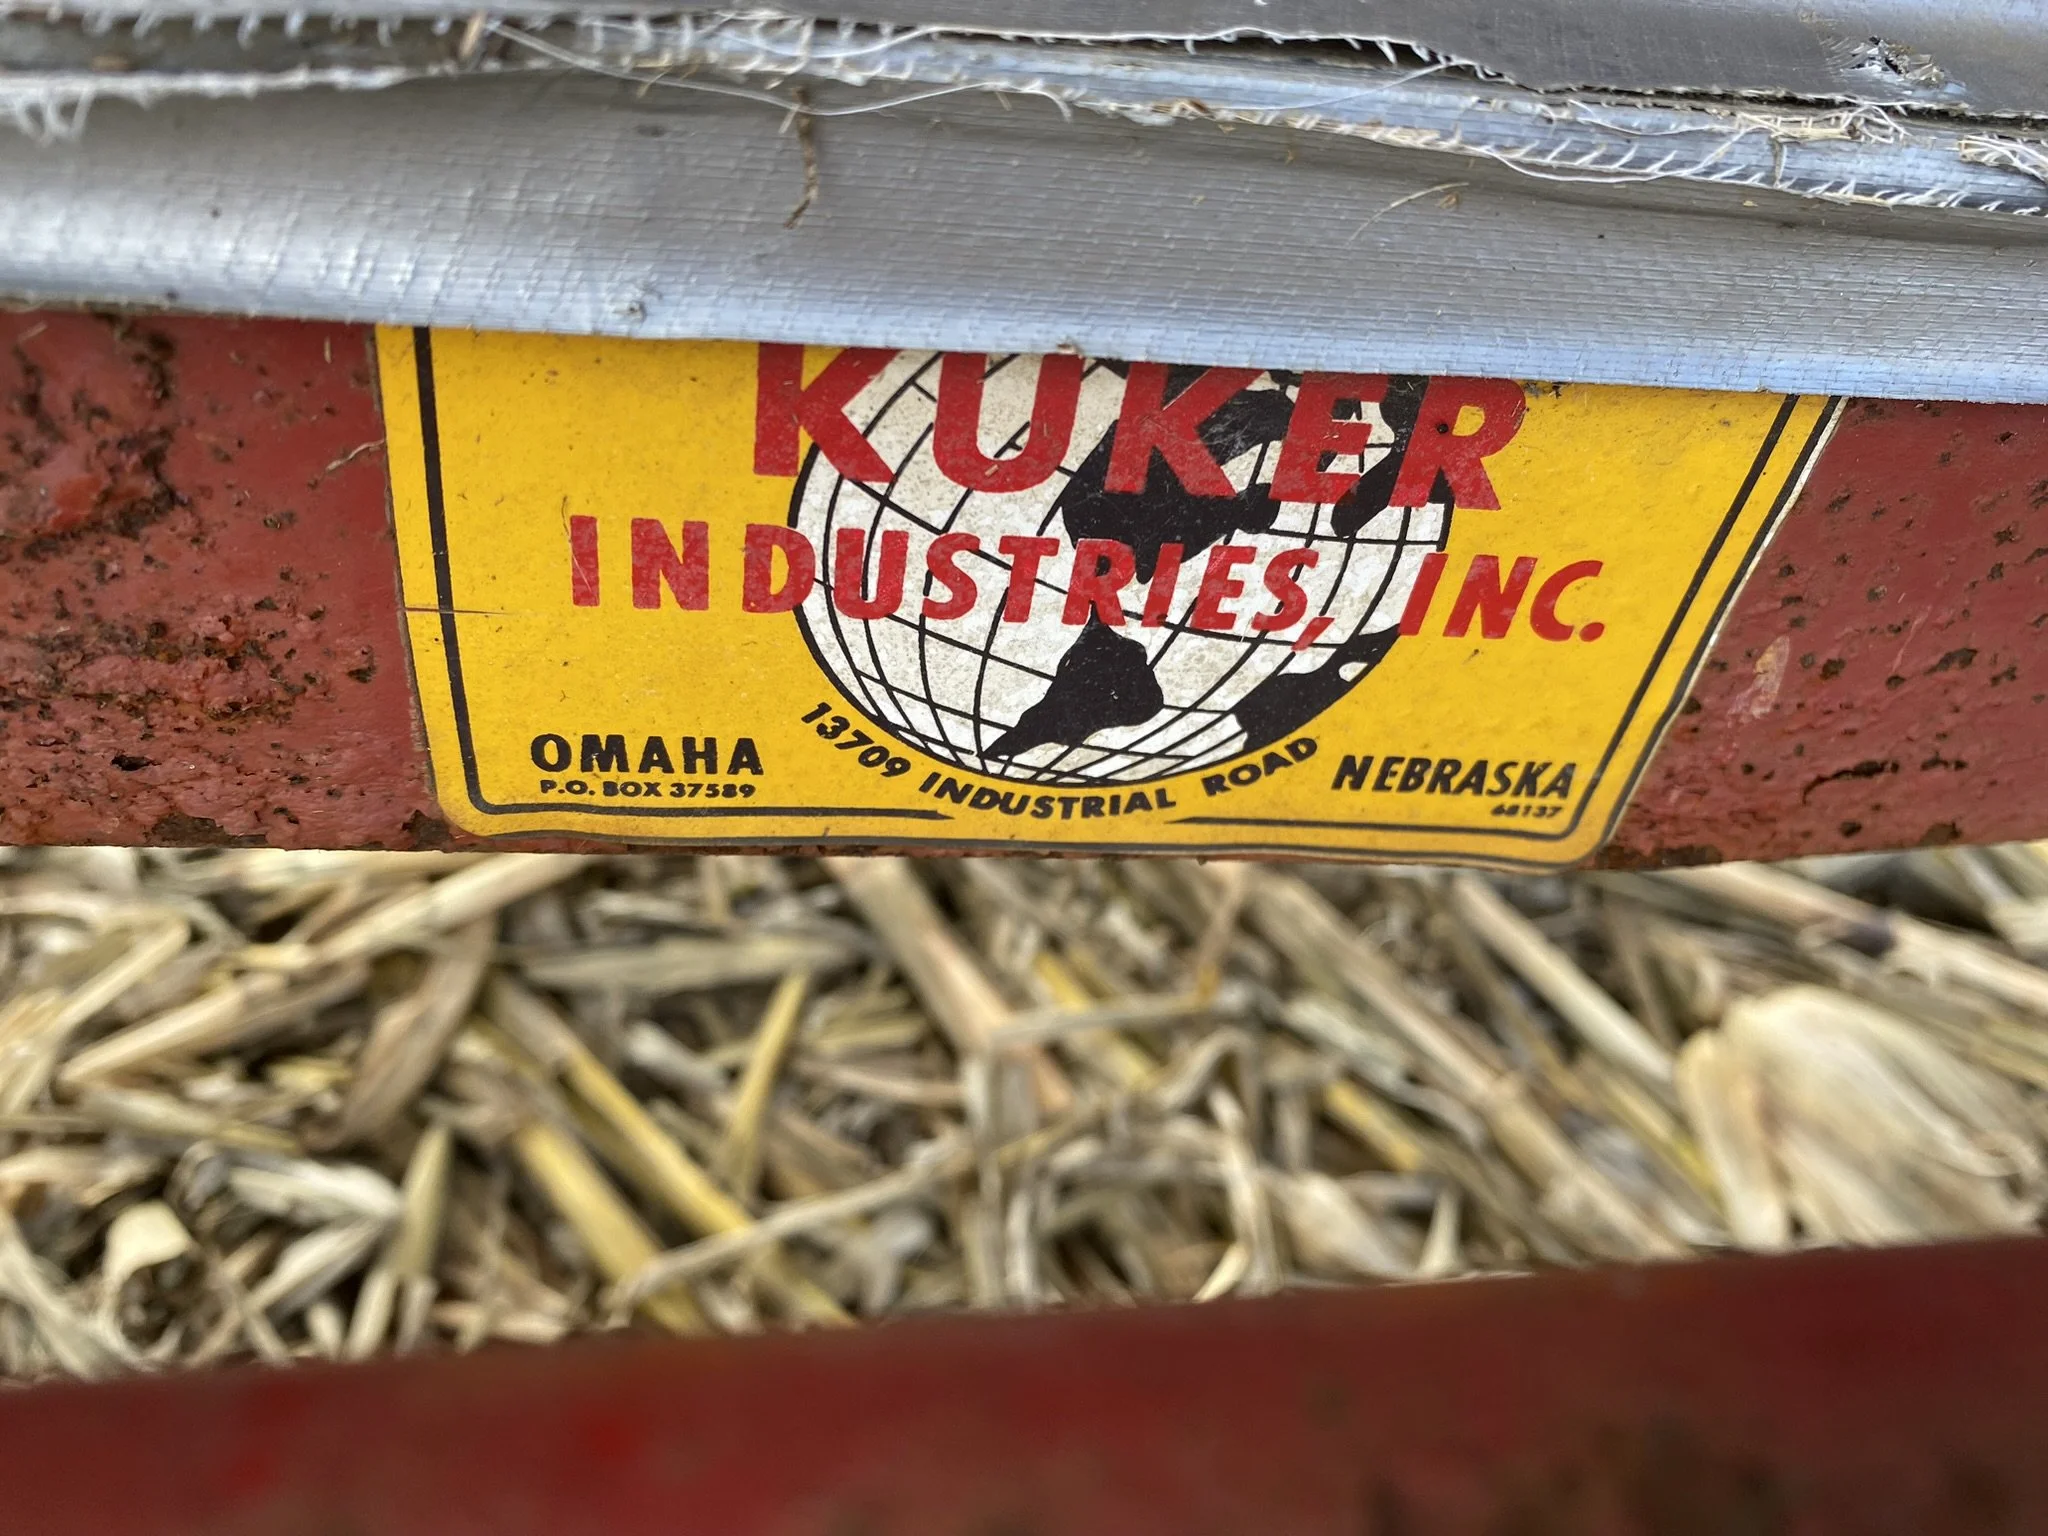 KUKER
INDUSTRIES, INC.
OMAHA
P.O. BOX 37589
13709 INDUSTRIAL ROAD
NEBRASKA
68137